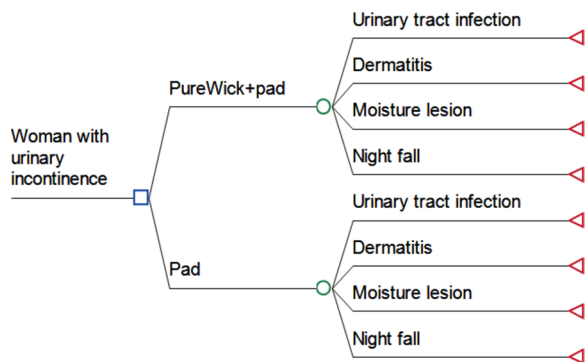 Urinary tract infection
Dermatitis
PureWick+pad
Moisture lesion
Woman with
urinary
incontinence
Night fall
Urinary tract infection
Dermatitis
Pad
Moisture lesion
Night fall